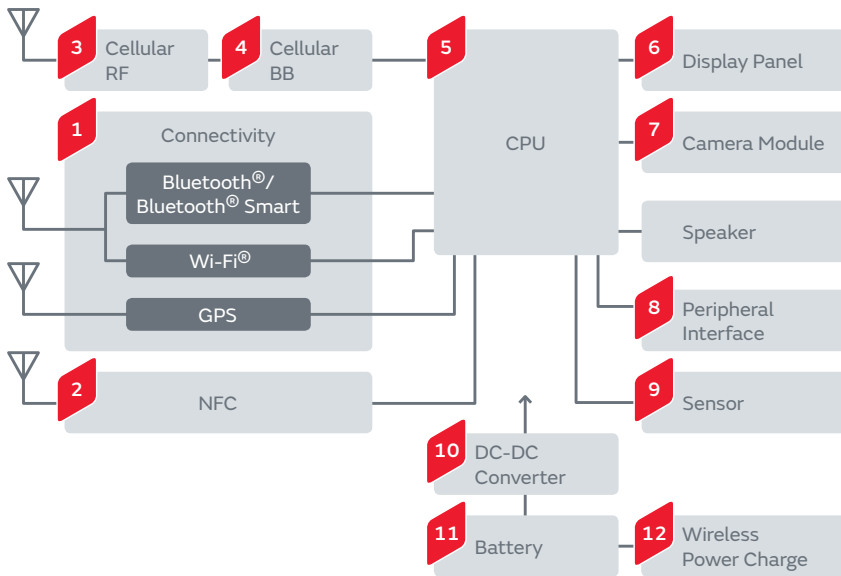 3
Cellular
RF
4
Cellular
BB
5
CPU
6
Display Panel
1
Connectivity
Bluetooth®/
Bluetooth® Smart
Wi-Fi®
GPS
7
Camera Module
Speaker
8
Peripheral
Interface
2
NFC
9
Sensor
10
DC-DC
Converter
11
Battery
12
Wireless
Power Charge